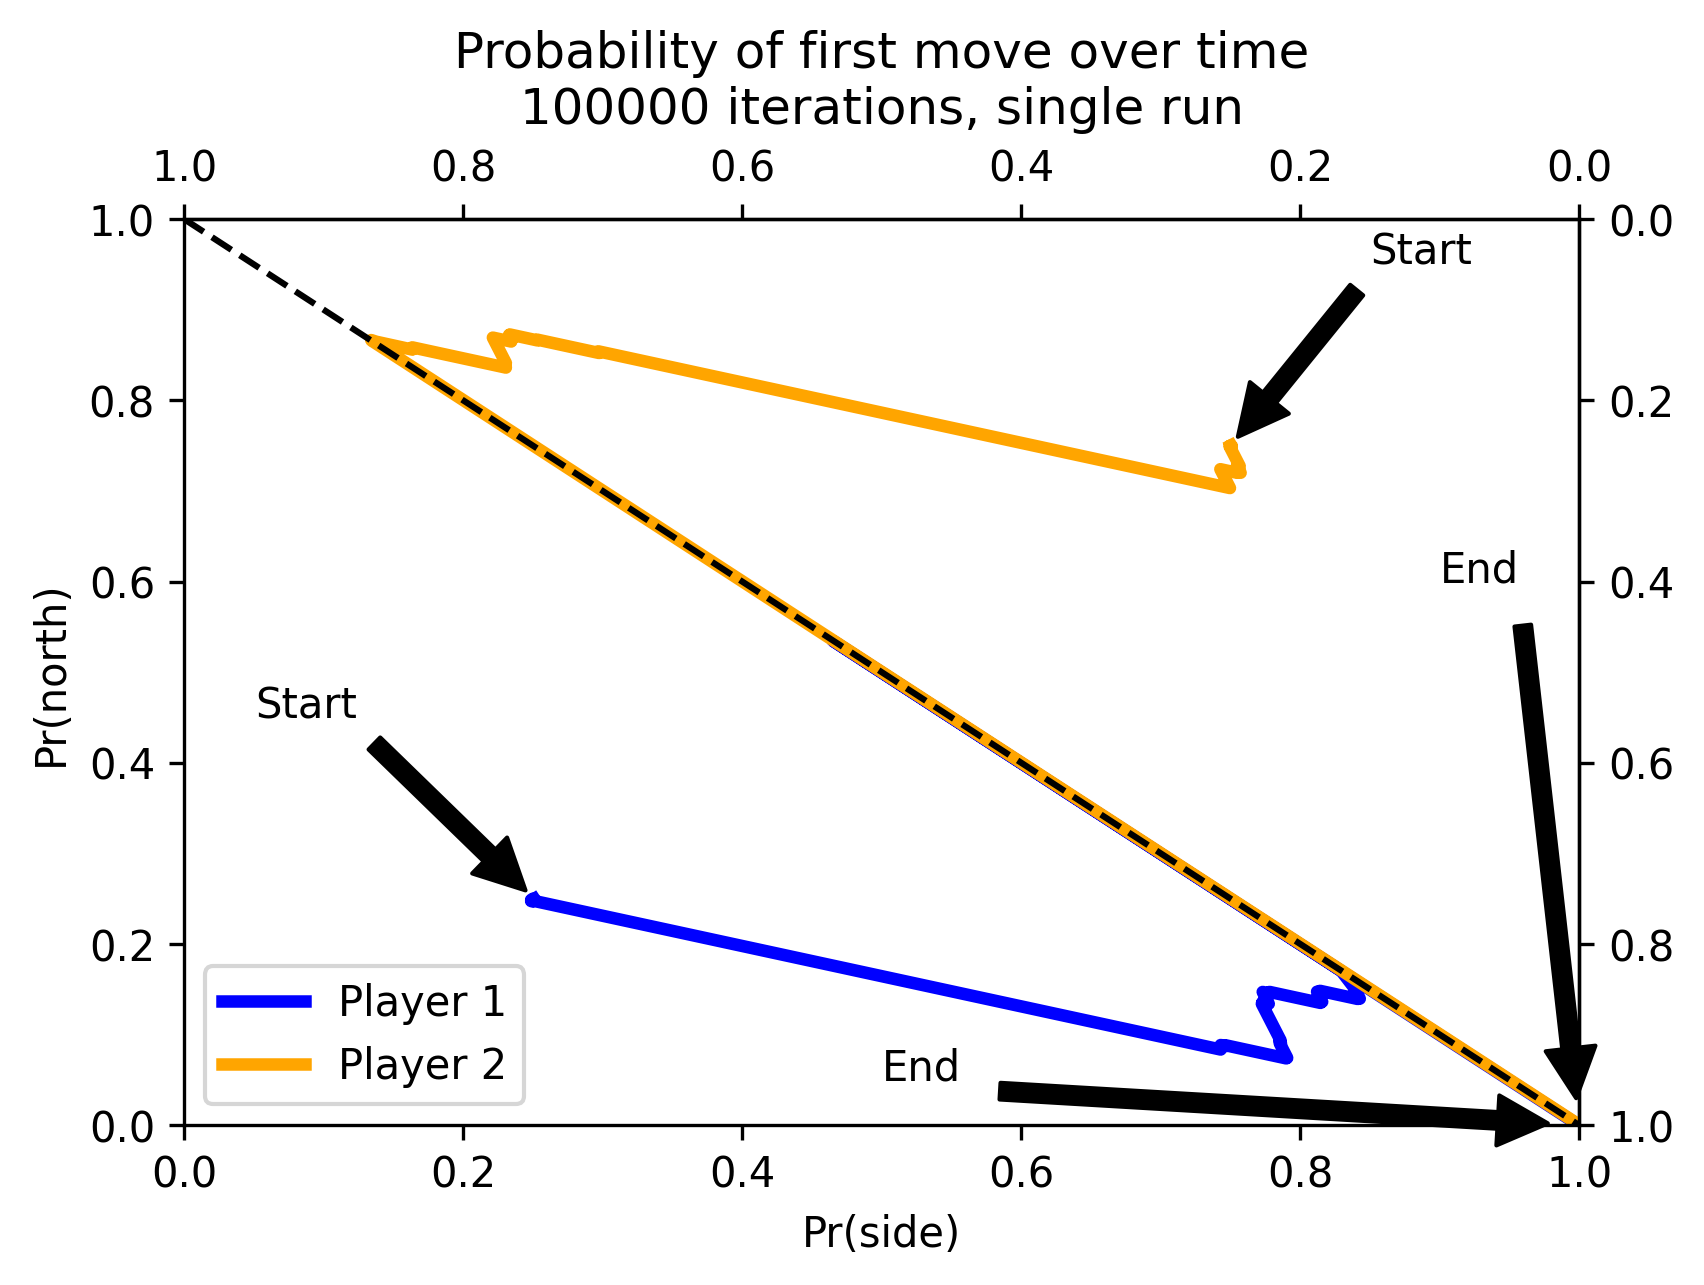 Probability of first move over time
100000 iterations, single run
1.0 0.8 0.6 0.4 0.2 0.0
1.0 0.0
Start
0.8 0.2
End
0.6 0.4
Pr(north)
Start
0.4 0.6
0.2 0.8
Player 1
Player 2
End
0.0 1.0
0.0 0.2 0.4 0.6 0.8 1.0
Pr(side)